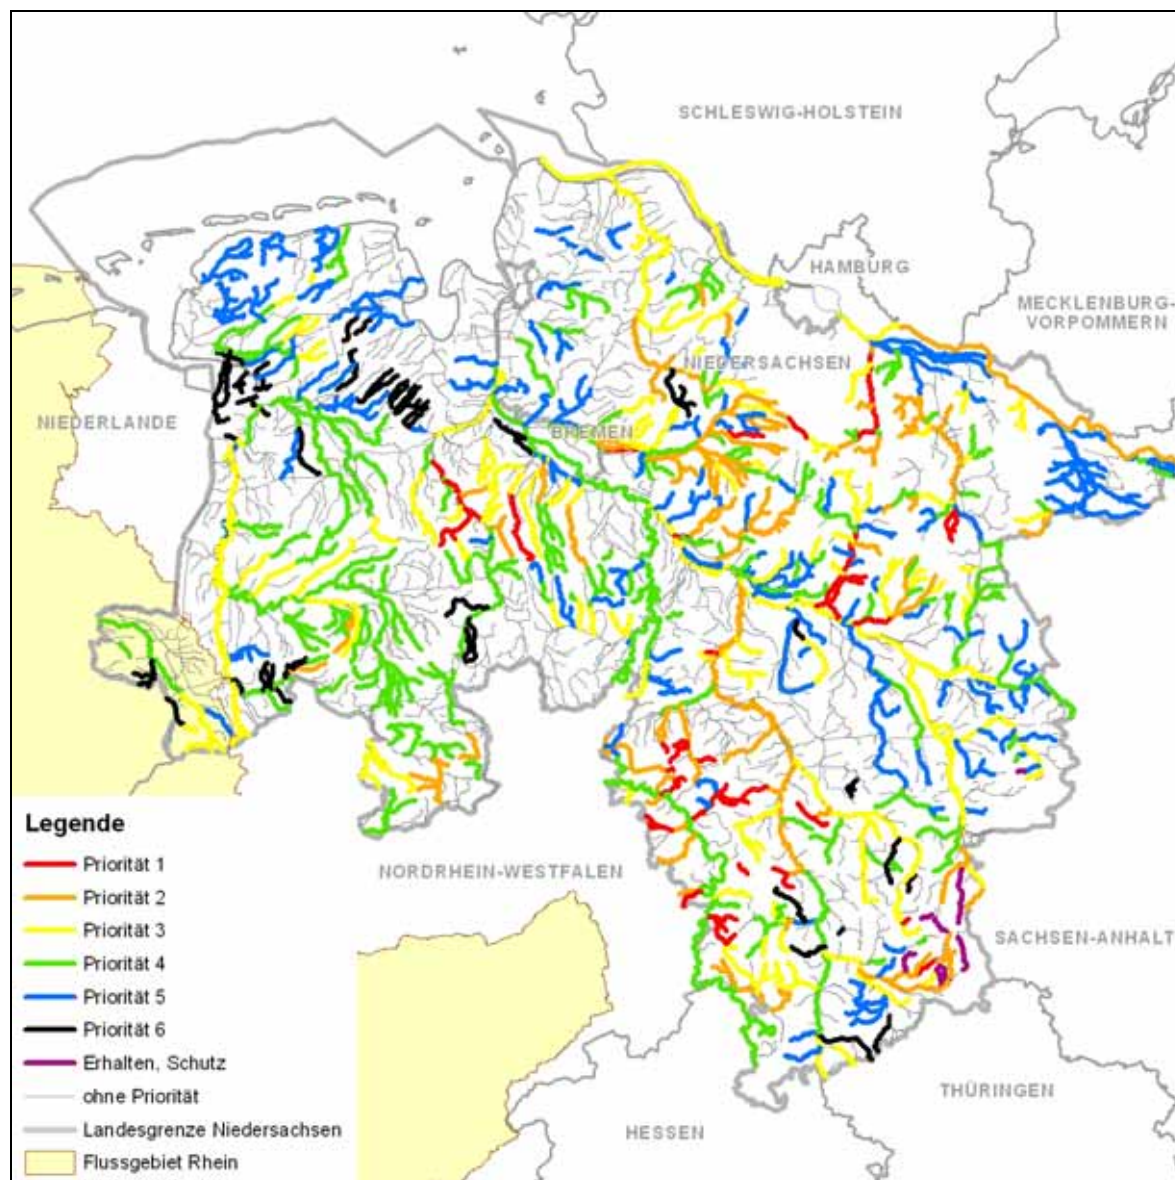 SCHLESWIG-HOLSTEIN
HAMBURG
MECKLENBURG-
VORPOMMERN
NIEDERSACHSEN
NIEDERLANDE
BREMEN
NORDRHEIN-WESTFALEN
SACHSEN-ANHALT
THÜRINGEN
HESSEN
Legende
Priorität 1
Priorität 2
Priorität 3
Priorität 4
Priorität 5
Priorität 6
Erhalten, Schutz
ohne Priorität
Landesgrenze Niedersachsen
Flussgebiet Rhein